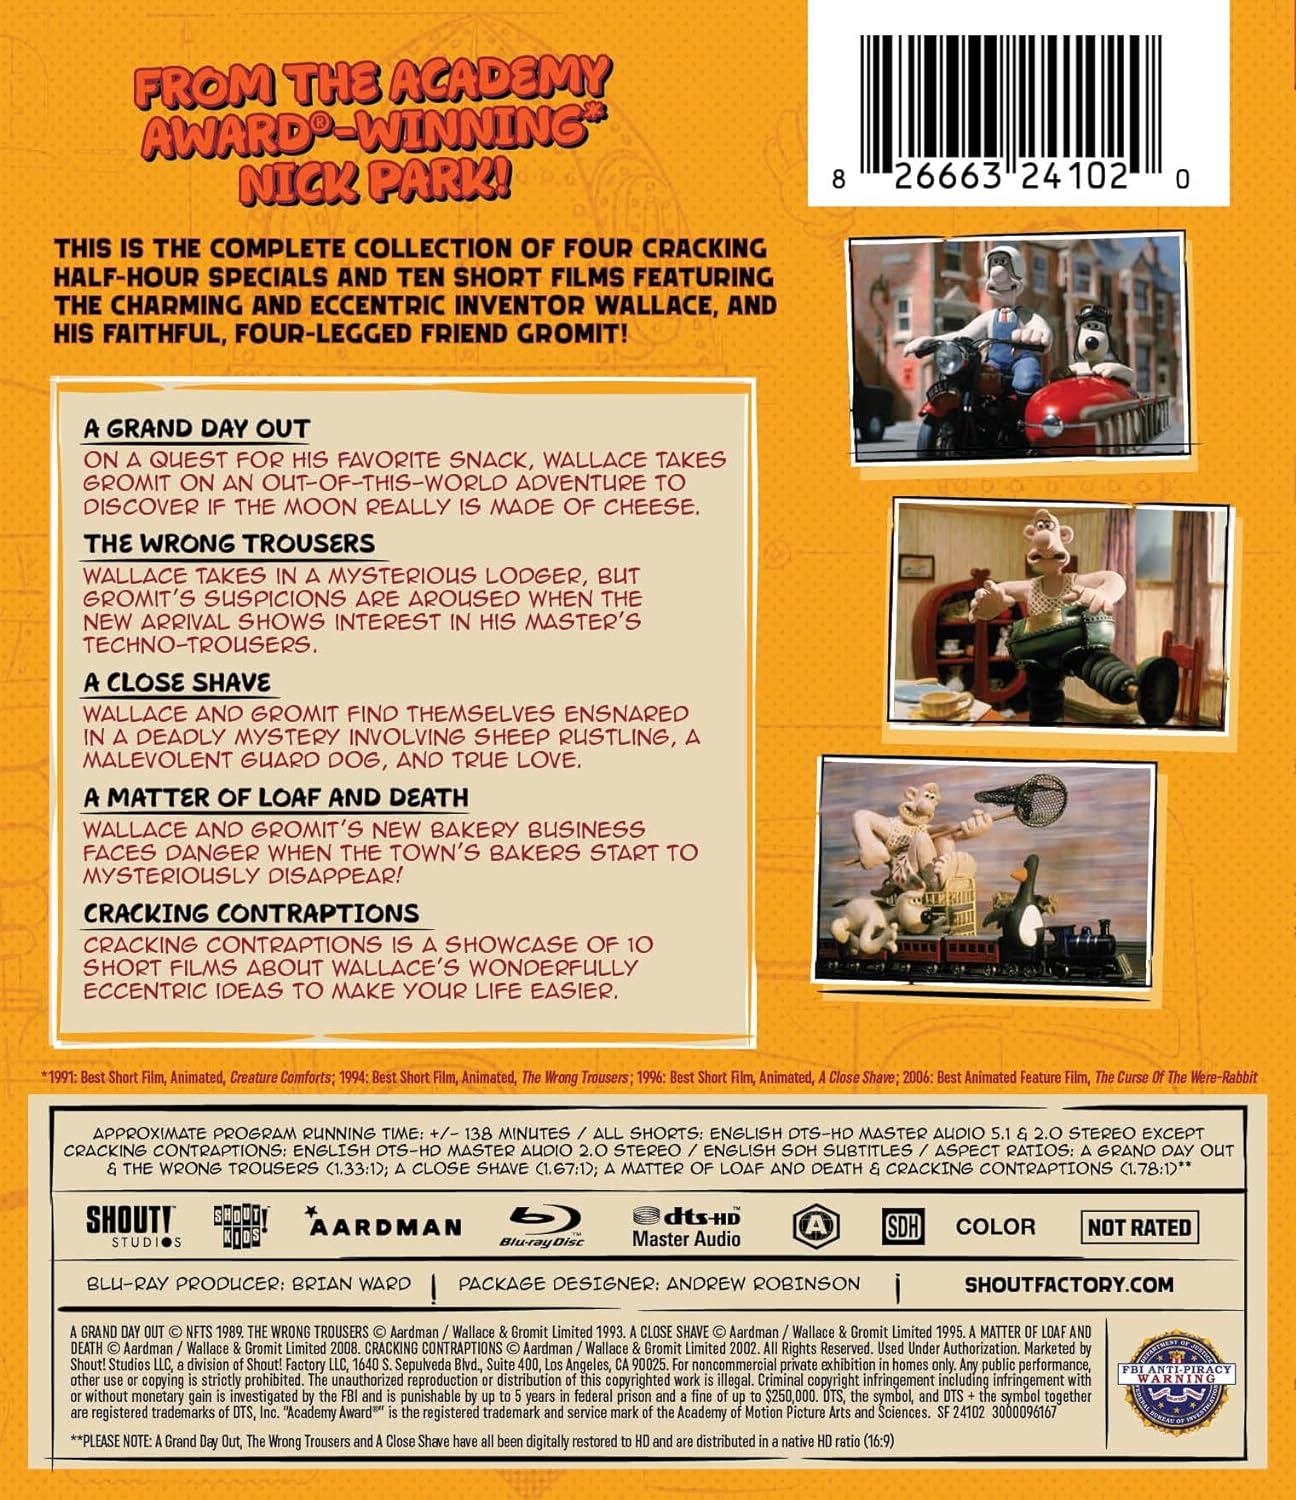 FROM THE ACADEMY
AWARD®-WINNING*
NICK PARK!
8 26663 24102 0
THIS IS THE COMPLETE COLLECTION OF FOUR CRACKING
HALF-HOUR SPECIALS AND TEN SHORT FILMS FEATURING
THE CHARMING AND ECCENTRIC INVENTOR WALLACE, AND
HIS FAITHFUL, FOUR-LEGGED FRIEND GROMIT!
A GRAND DAY OUT
ON A QUEST FOR HIS FAVORITE SNACK, WALLACE TAKES
GROMIT ON AN OUT-OF-THIS-WORLD ADVENTURE TO
DISCOVER IF THE MOON REALLY IS MADE OF CHEESE.
THE WRONG TROUSERS
WALLACE TAKES IN A MYSTERIOUS LODGER, BUT
GROMIT'S SUSPICIONS ARE AROUSED WHEN THE
NEW ARRIVAL SHOWS INTEREST IN HIS MASTER'S
TECHNO-TROUSERS.
A CLOSE SHAVE
WALLACE AND GROMIT FIND THEMSELVES ENSNARED
IN A DEADLY MYSTERY INVOLVING SHEEP RUSTLING, A
MALEVOLENT GUARD DOG, AND TRUE LOVE.
A MATTER OF LOAF AND DEATH
WALLACE AND GROMIT'S NEW BAKERY BUSINESS
FACES DANGER WHEN THE TOWN'S BAKERS START TO
MYSTERIOUSLY DISAPPEAR!
CRACKING CONTRAPTIONS
CRACKING CONTRAPTIONS IS A SHOWCASE OF 10
SHORT FILMS ABOUT WALLACE'S WONDERFULLY
ECCENTRIC IDEAS TO MAKE YOUR LIFE EASIER.
*1991: Best Short Film, Animated, Creature Comforts; 1994: Best Short Film, Animated, The Wrong Trousers; 1996: Best Short Film, Animated, A Close Shave; 2006: Best Animated Feature Film, The Curse Of The Were-Rabbit
APPROXIMATE PROGRAM RUNNING TIME: +/- 138 MINUTES / ALL SHORTS: ENGLISH DTS-HD MASTER AUDIO 5.1 & 2.0 STEREO EXCEPT
CRACKING CONTRAPTIONS: ENGLISH DTS-HD MASTER AUDIO 2.0 STEREO / ENGLISH SDH SUBTITLES / ASPECT RATIOS: A GRAND DAY OUT
& THE WRONG TROUSERS (1.33:1); A CLOSE SHAVE (1.67:1); A MATTER OF LOAF AND DEATH & CRACKING CONTRAPTIONS (1.78:1)**
SHOUT! STUDIOS SHOUT! KIDS AARDMAN Blu-ray Disc™ dts-HD™ Master Audio A SDH COLOR NOT RATED
BLU-RAY PRODUCER: BRIAN WARD | PACKAGE DESIGNER: ANDREW ROBINSON | SHOUTFACTORY.COM
A GRAND DAY OUT © NFTS 1989. THE WRONG TROUSERS © Aardman / Wallace & Gromit Limited 1993. A CLOSE SHAVE © Aardman / Wallace & Gromit Limited 1995. A MATTER OF LOAF AND
DEATH © Aardman / Wallace & Gromit Limited 2008. CRACKING CONTRAPTIONS © Aardman / Wallace & Gromit Limited 2002. All Rights Reserved. Used Under Authorization. Marketed by
Shout! Studios LLC, a division of Shout! Factory LLC, 1640 S. Sepulveda Blvd., Suite 400, Los Angeles, CA 90025. For noncommercial private exhibition in homes only. Any public performance,
other use or copying is strictly prohibited. The unauthorized reproduction or distribution of this copyrighted work is illegal. Criminal copyright infringement including infringement with
or without monetary gain is investigated by the FBI and is punishable by up to 5 years in federal prison and a fine of up to $250,000. DTS, the symbol, and DTS + the symbol together
are registered trademarks of DTS, Inc. "Academy Award®" is the registered trademark and service mark of the Academy of Motion Picture Arts and Sciences. SF 24102 3000096167
**PLEASE NOTE: A Grand Day Out, The Wrong Trousers and A Close Shave have all been digitally restored to HD and are distributed in a native HD ratio (16:9)
DEPARTMENT OF JUSTICE
FBI ANTI-PIRACY
WARNING
FEDERAL BUREAU OF INVESTIGATION